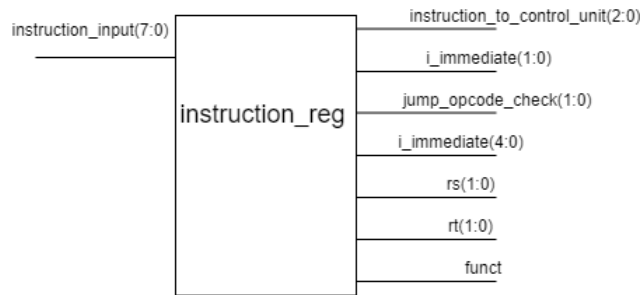 instruction_to_control_unit(2:0)
instruction_input(7:0)
i_immediate(1:0)
jump_opcode_check(1:0)
instruction_reg
i_immediate(4:0)
rs(1:0)
rt(1:0)
funct